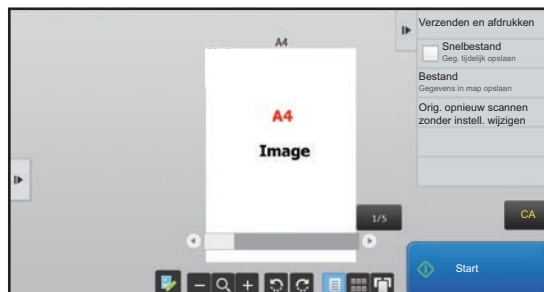 A4
A4
Image
1/5
Verzenden en afdrukken
Snelbestand
Geg. tijdelijk opslaan
Bestand
Gegevens in map opslaan
Orig. opnieuw scannen
zonder instell. wijzigen
CA
Start